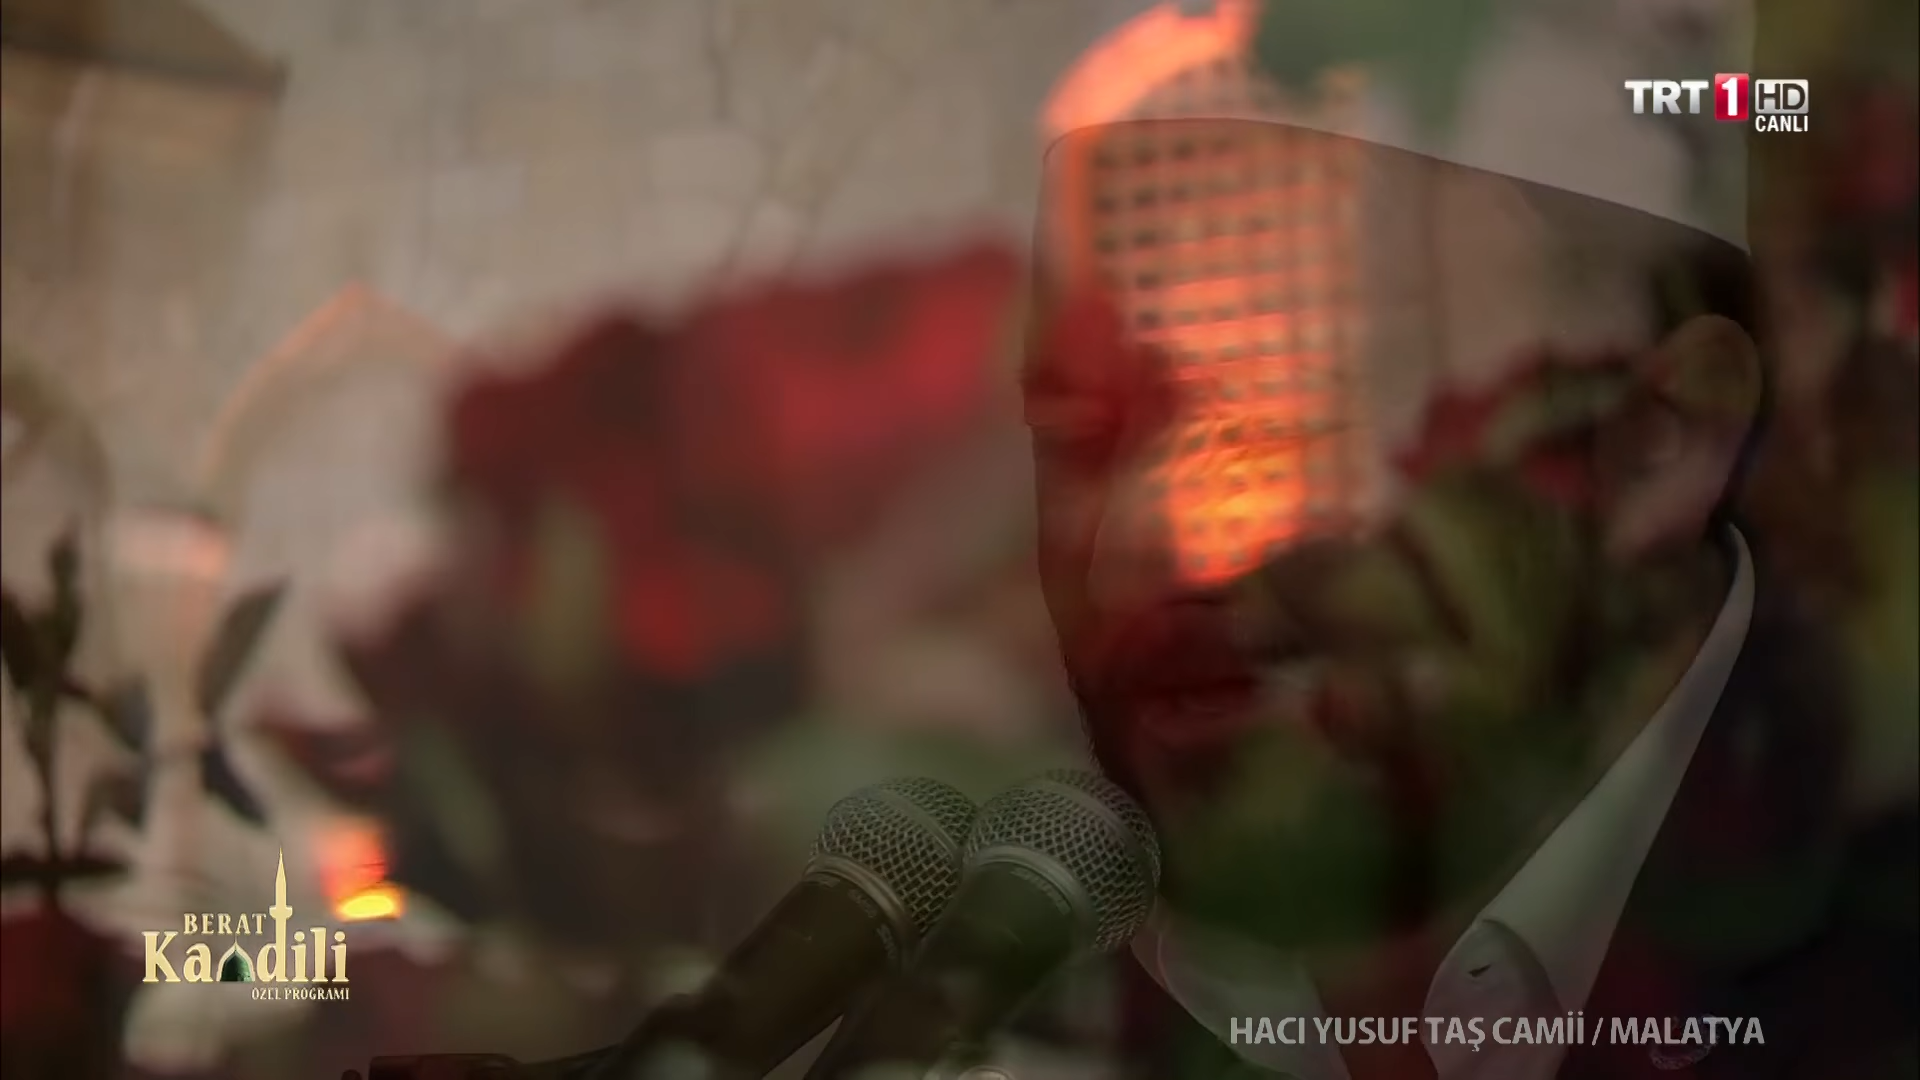 TRT 1 HD
CANLI
BERAT
Kandili
ÖZEL PROGRAMI
HACI YUSUF TAŞ CAMİİ / MALATYA